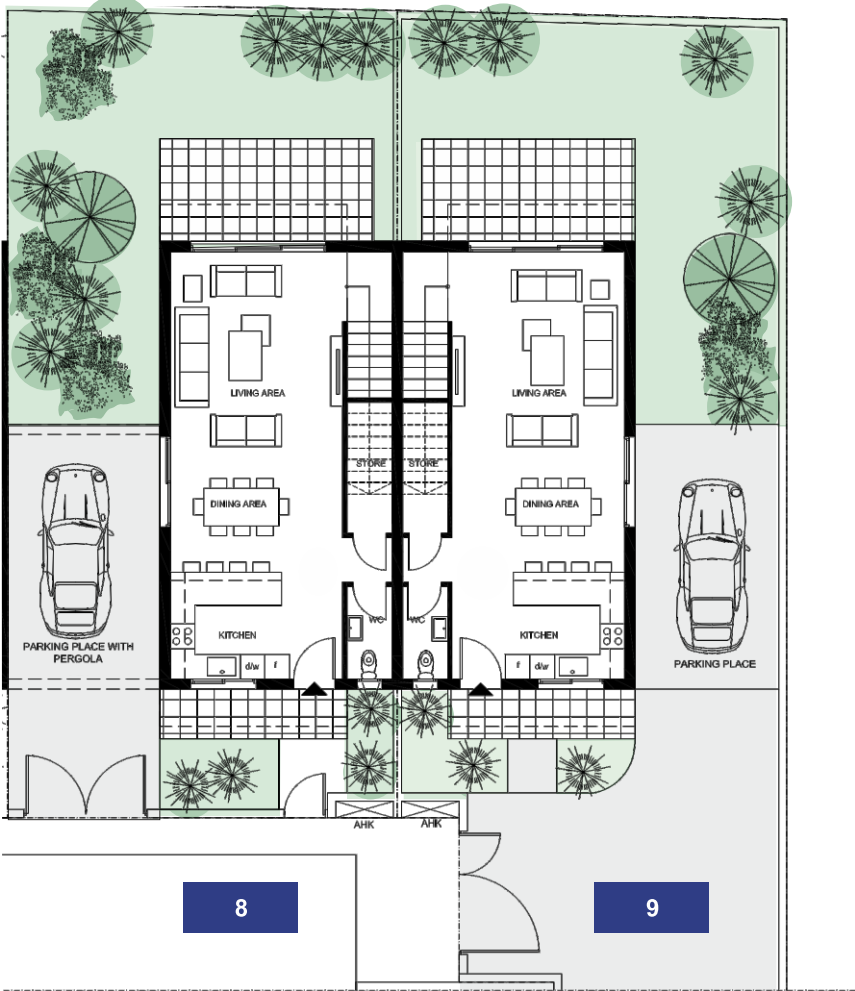 LIVING AREA
LIVING AREA
STORE
STORE
DINING AREA
DINING AREA
WC
WC
KITCHEN
KITCHEN
PARKING PLACE WITH
PERGOLA
d/w
f
f
d/w
PARKING PLACE
AHK
AHK
8
9